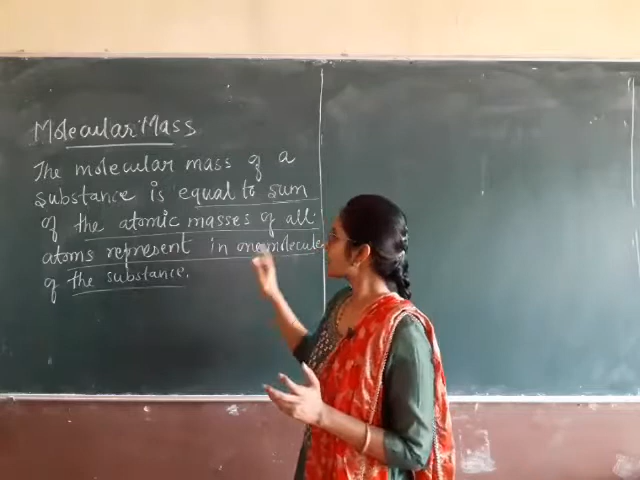 Molecular Mass
The molecular mass of a
substance is equal to sum
of the atomic masses of all
atoms represent in one molecule
of the substance.